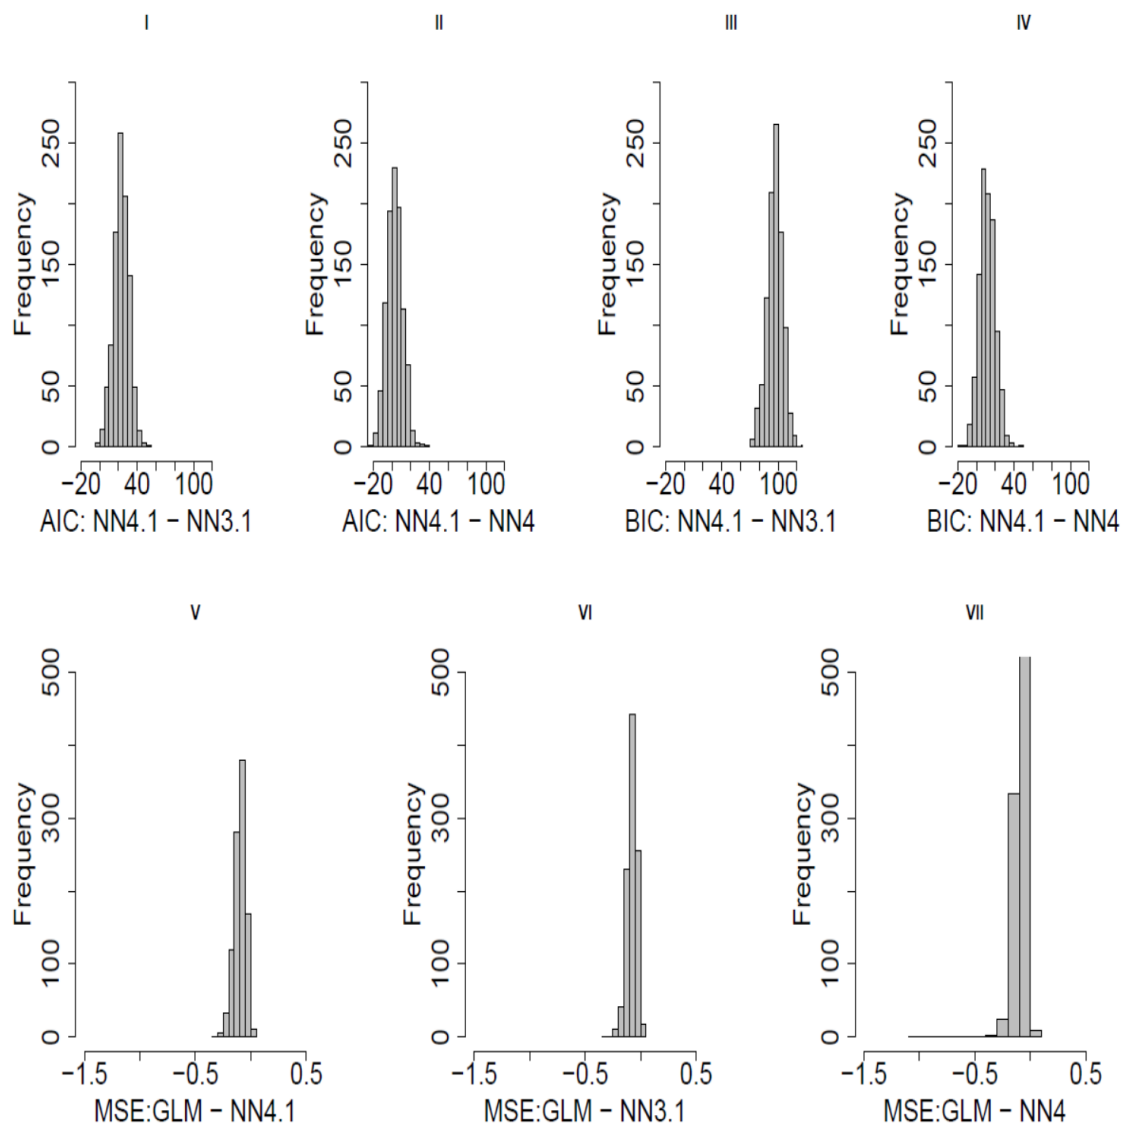 I II III IV
Frequency 0 50 150 250
Frequency 0 50 150 250
Frequency 0 50 150 250
Frequency 0 50 150 250
−20 40 100 −20 40 100 −20 40 100 −20 40 100
AIC: NN4.1 − NN3.1 AIC: NN4.1 − NN4 BIC: NN4.1 − NN3.1 BIC: NN4.1 − NN4
V VI VII
Frequency 0 100 300 500
Frequency 0 100 300 500
Frequency 0 100 300 500
−1.5 −0.5 0.5 −1.5 −0.5 0.5 −1.5 −0.5 0.5
MSE:GLM − NN4.1 MSE:GLM − NN3.1 MSE:GLM − NN4